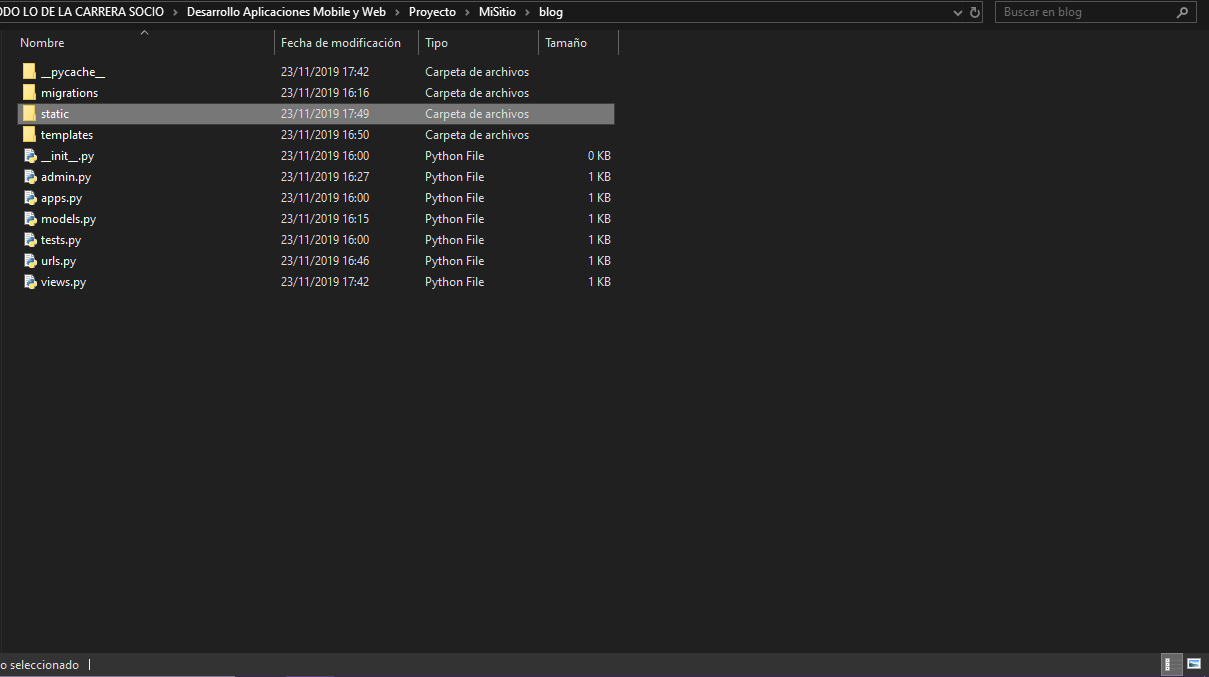 ODO LO DE LA CARRERA SOCIO > Desarrollo Aplicaciones Mobile y Web > Proyecto > MiSitio > blog Buscar en blog
Nombre Fecha de modificación Tipo Tamaño
__pycache__ 23/11/2019 17:42 Carpeta de archivos
migrations 23/11/2019 16:16 Carpeta de archivos
static 23/11/2019 17:49 Carpeta de archivos
templates 23/11/2019 16:50 Carpeta de archivos
__init__.py 23/11/2019 16:00 Python File 0 KB
admin.py 23/11/2019 16:27 Python File 1 KB
apps.py 23/11/2019 16:00 Python File 1 KB
models.py 23/11/2019 16:15 Python File 1 KB
tests.py 23/11/2019 16:00 Python File 1 KB
urls.py 23/11/2019 16:46 Python File 1 KB
views.py 23/11/2019 17:42 Python File 1 KB
o seleccionado